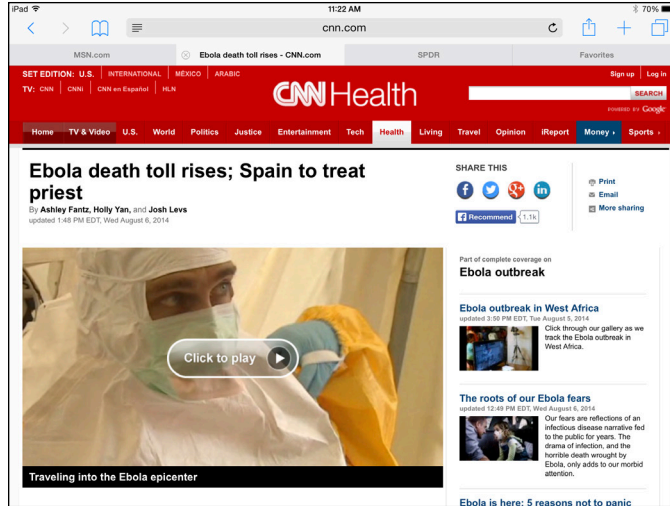 iPad 11:22 AM 70%
cnn.com
MSN.com Ebola death toll rises - CNN.com SPDR Favorites
SET EDITION: U.S. INTERNATIONAL MÉXICO ARABIC
Sign up Log in
TV: CNN CNNi CNN en Español HLN
CNN Health
SEARCH
POWERED BY Google
Home TV & Video U.S. World Politics Justice Entertainment Tech Health Living Travel Opinion iReport Money Sports
Ebola death toll rises; Spain to treat
priest
By Ashley Fantz, Holly Yan, and Josh Levs
updated 1:48 PM EDT, Wed August 6, 2014
SHARE THIS
f g+ in
f Recommend 1.1k
Print
Email
More sharing
Click to play
Traveling into the Ebola epicenter
Part of complete coverage on
Ebola outbreak
Ebola outbreak in West Africa
updated 3:50 PM EDT, Tue August 5, 2014
Click through our gallery as we
track the Ebola outbreak in
West Africa.
The roots of our Ebola fears
updated 12:49 PM EDT, Wed August 6, 2014
Our fears are reflections of an
infectious disease narrative fed
to the public for years. The
drama of infection, and the
horrible death wrought by
Ebola, only adds to our morbid
attention.
Ebola is here: 5 reasons not to panic